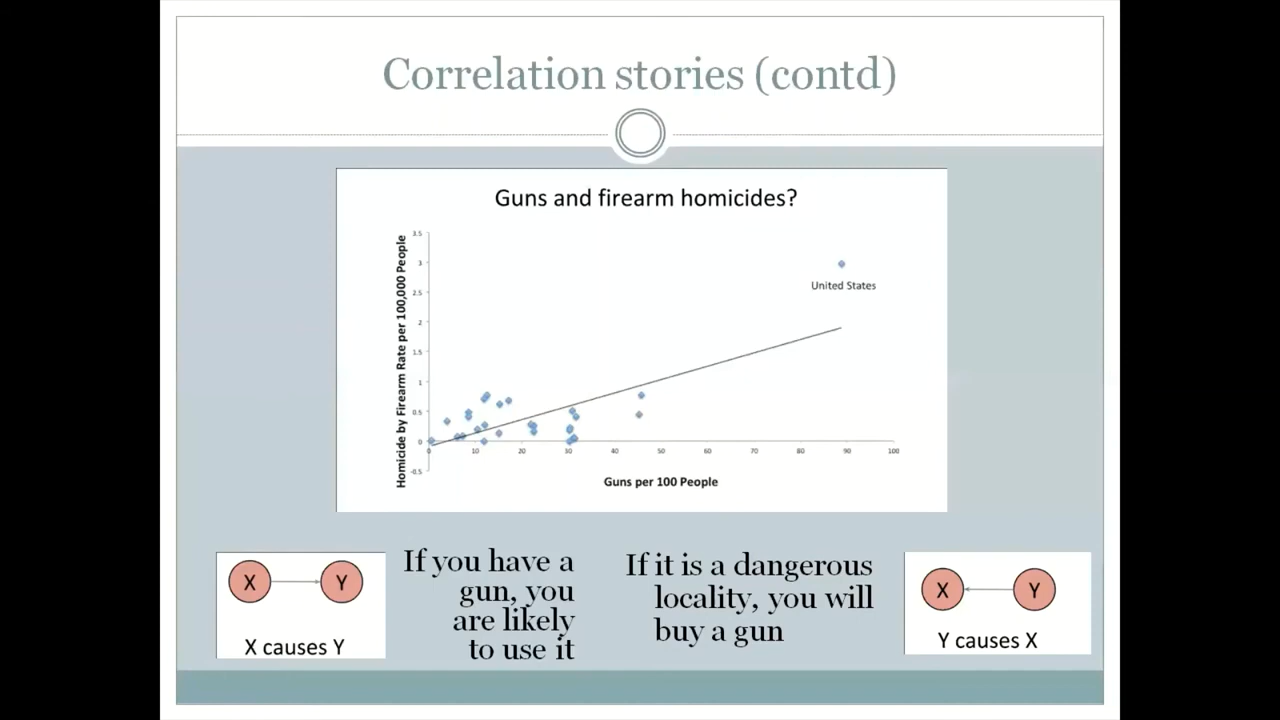 Correlation stories (contd)
Guns and firearm homicides?
Homicide by Firearm Rate per 100,000 People
3.5
3
2.5
2
1.5
1
0.5
0
-0.5
United States
0 10 20 30 40 50 60 70 80 90 100
Guns per 100 People
X Y
X causes Y
If you have a
gun, you
are likely
to use it
If it is a dangerous
locality, you will
buy a gun
X Y
Y causes X